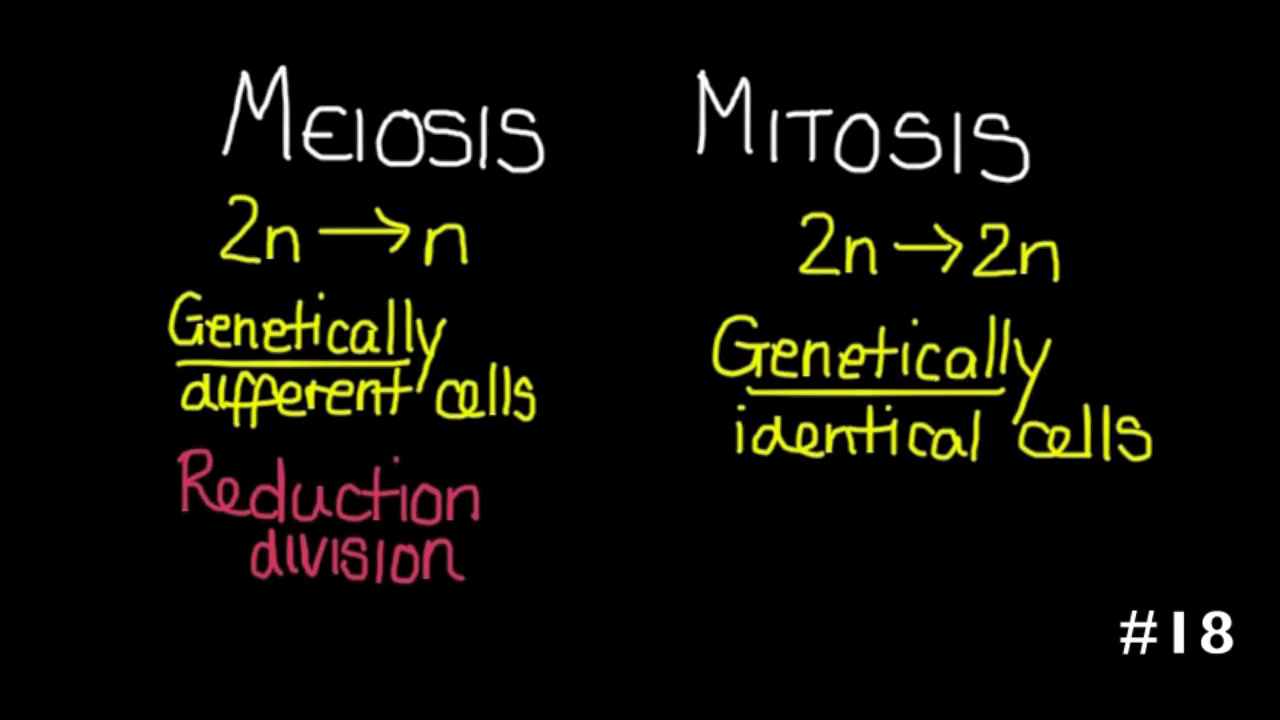 MEIOSIS
2n → n
Genetically
different cells
Reduction
division
MITOSIS
2n → 2n
Genetically
identical cells
#18